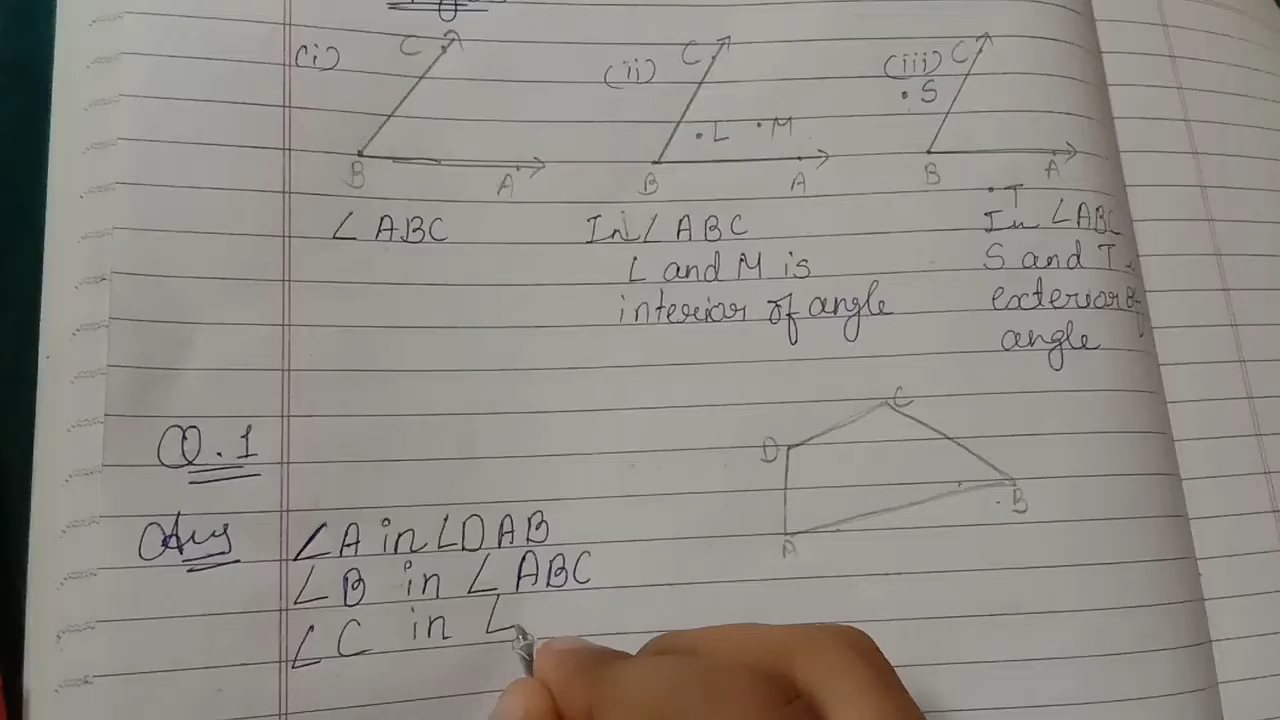 (i) C
(ii) C
(iii) C
. S
. L . M
B A
B A
B A
. T
∠ ABC
In ∠ ABC
L and M is
interior of angle
In ∠ABC
S and T
exterior of
angle
Q.1
C
D
B
A
Ans ∠A in ∠DAB
∠B in ∠ABC
∠C in ∠